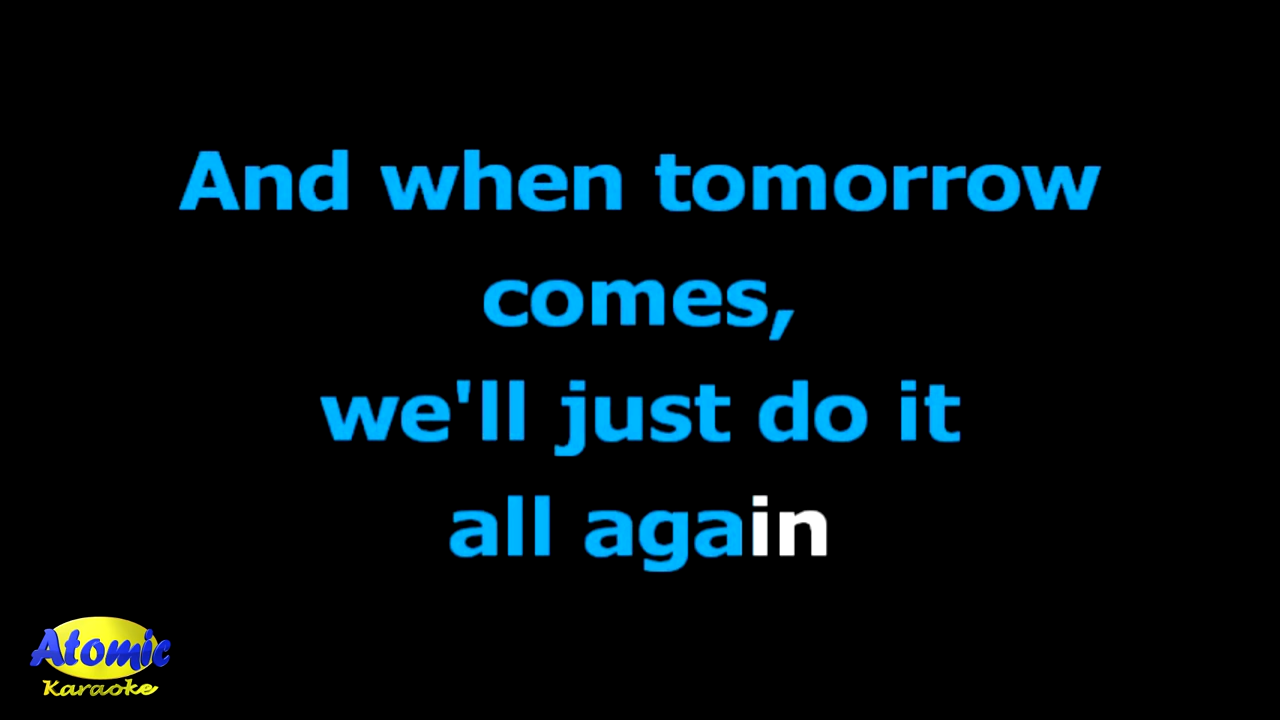 And when tomorrow
comes,
we'll just do it
all again
Atomic
Karaoke